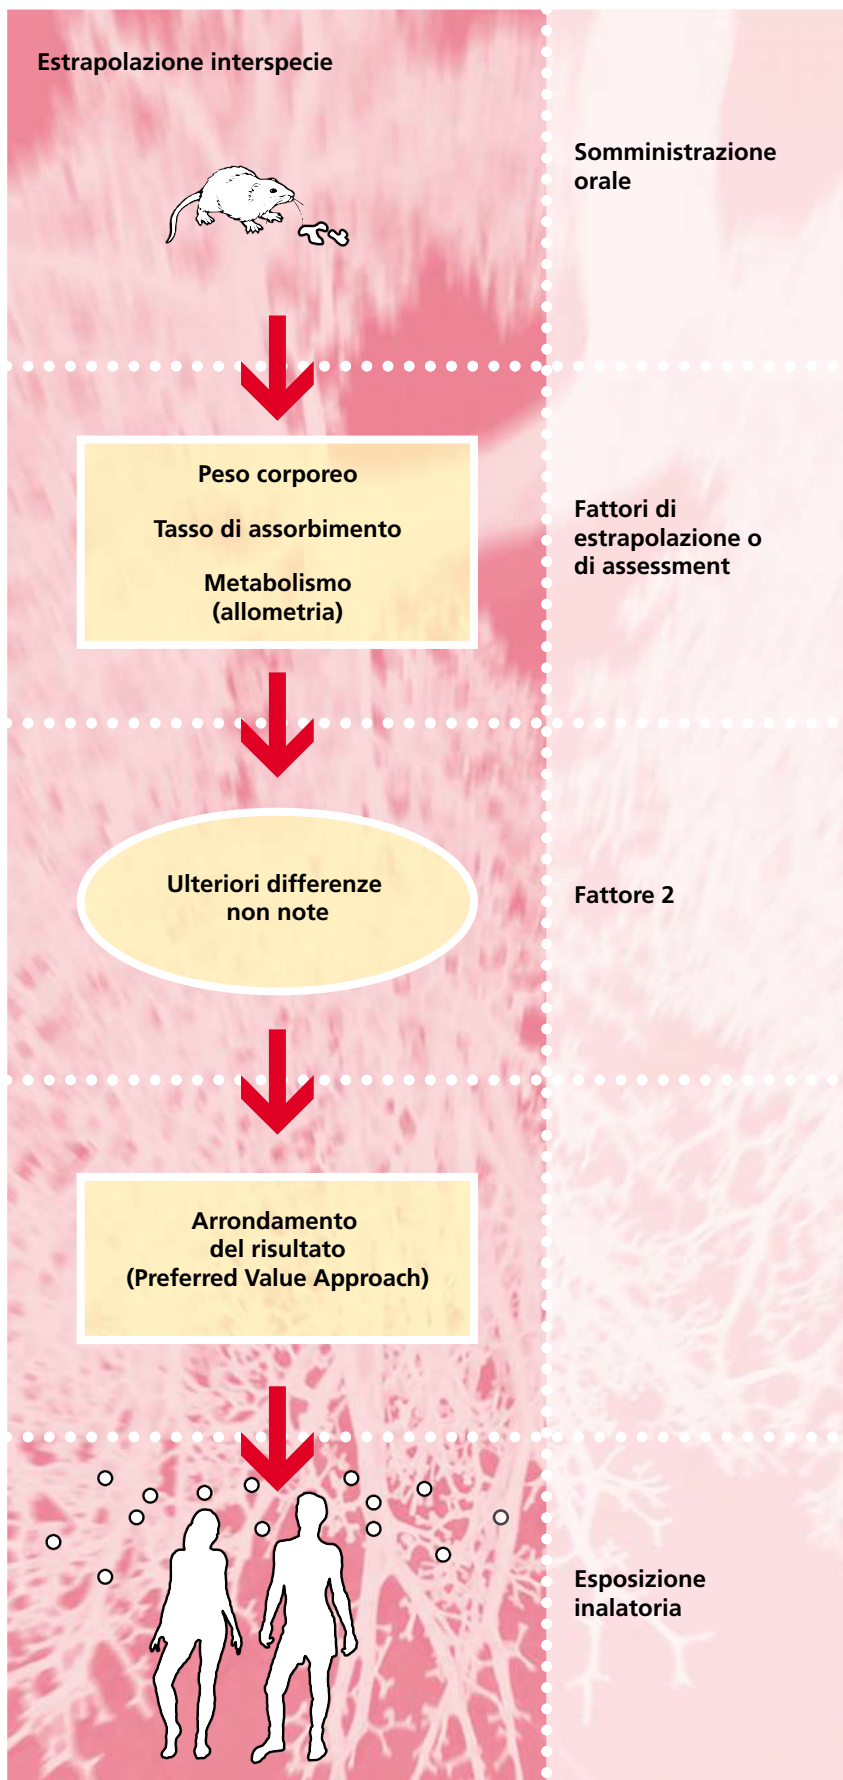 Estrapolazione interspecie
Somministrazione
orale
Peso corporeo
Tasso di assorbimento
Metabolismo
(allometria)
Fattori di
estrapolazione o
di assessment
Ulteriori differenze
non note
Fattore 2
Arrondamento
del risultato
(Preferred Value Approach)
Esposizione
inalatoria